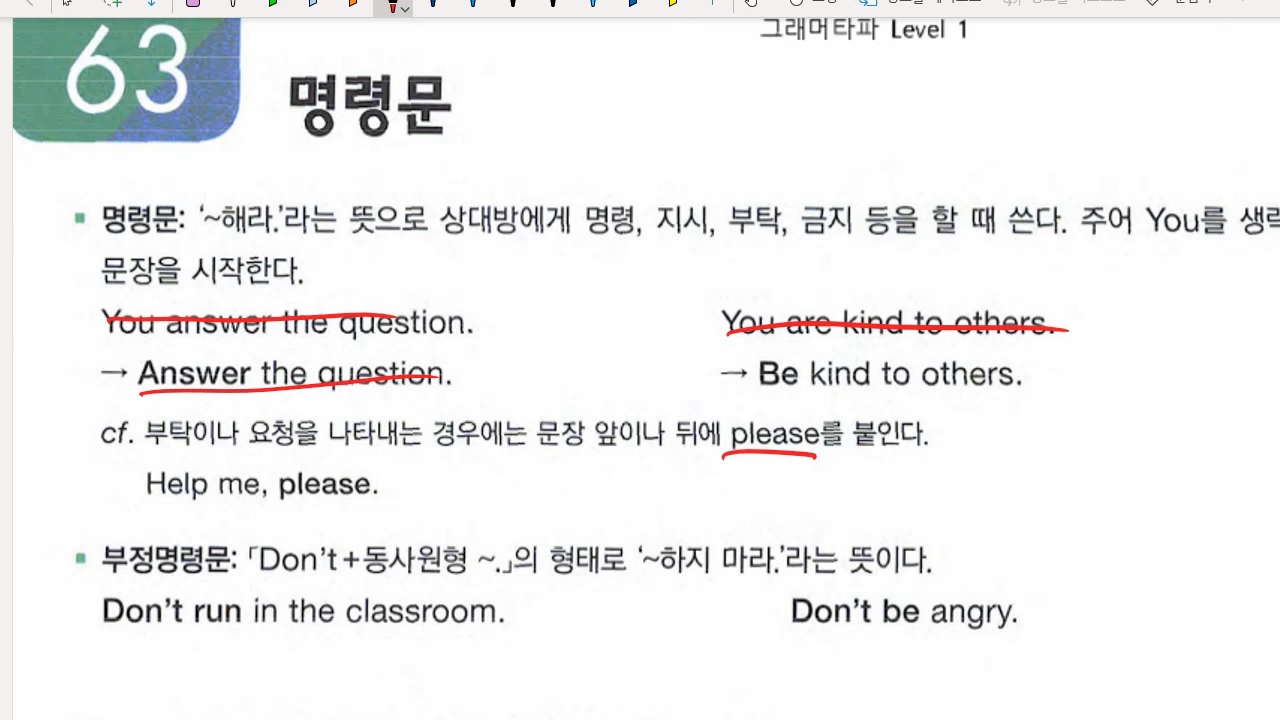 그래머타파 Level 1
63
명령문
명령문: '~해라.'라는 뜻으로 상대방에게 명령, 지시, 부탁, 금지 등을 할 때 쓴다. 주어 You를
문장을 시작한다.
You answer the question. You are kind to others.
→ Answer the question. → Be kind to others.
cf. 부탁이나 요청을 나타내는 경우에는 문장 앞이나 뒤에 please를 붙인다.
Help me, please.
부정명령문: 「Don't+동사원형 ~.」의 형태로 '~하지 마라.'라는 뜻이다.
Don't run in the classroom. Don't be angry.